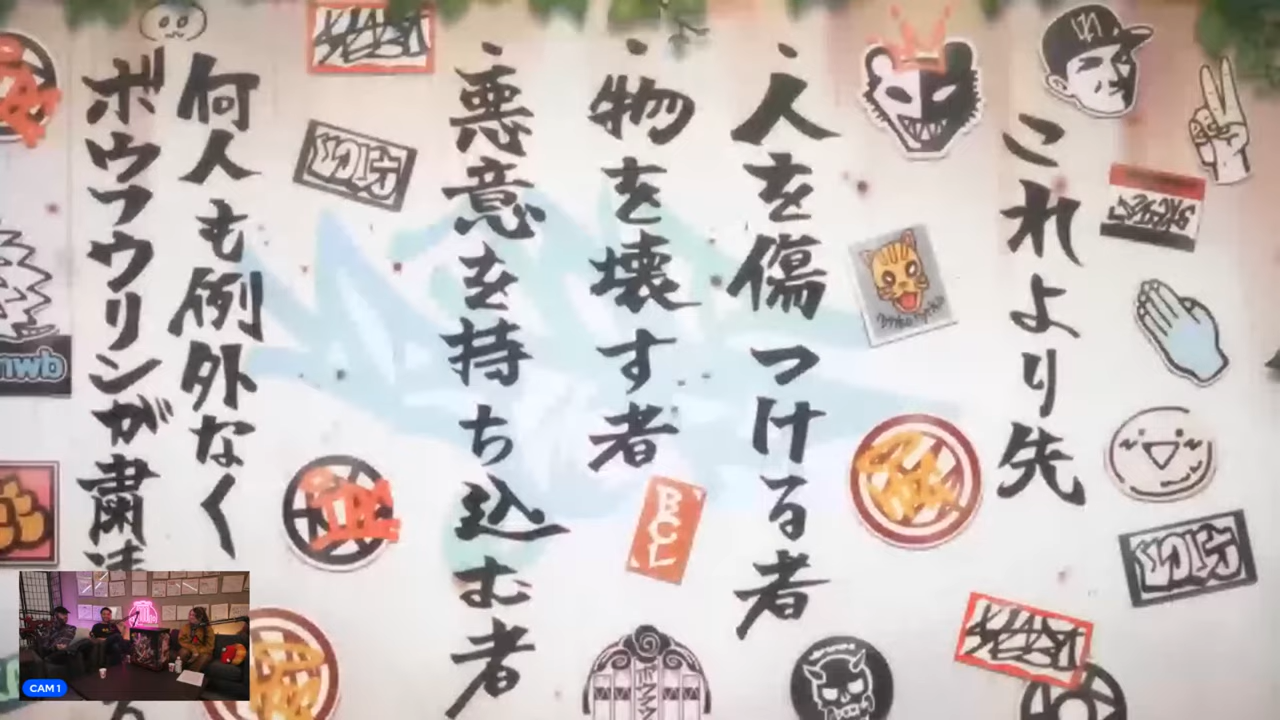 これより先
・人を傷つける者
・物を壊す者
・悪意を持ち込む者
何人も例外なく
ボウフウリンが粛清
BCL
nwb
CAM 1